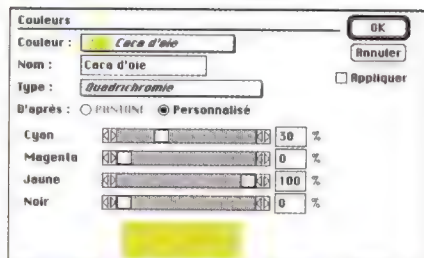 Couleurs
Couleur : Caca d'oie
OK
Annuler
Nom : Caca d'oie
Appliquer
Type : Quadrichromie
D'après : PANTONE Personnalisé
Cyan 30 %
Magenta 0 %
Jaune 100 %
Noir 0 %